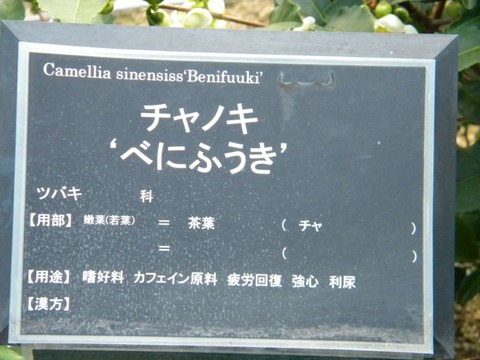 Camellia sinensiss‘Benifuuki’
チャノキ
‘べにふうき’
ツバキ 科
【用部】 嫩葉(若葉) ＝ 茶葉 ( チャ )
＝ ( )
【用途】 嗜好料 カフェイン原料 疲労回復 強心 利尿
【漢方】